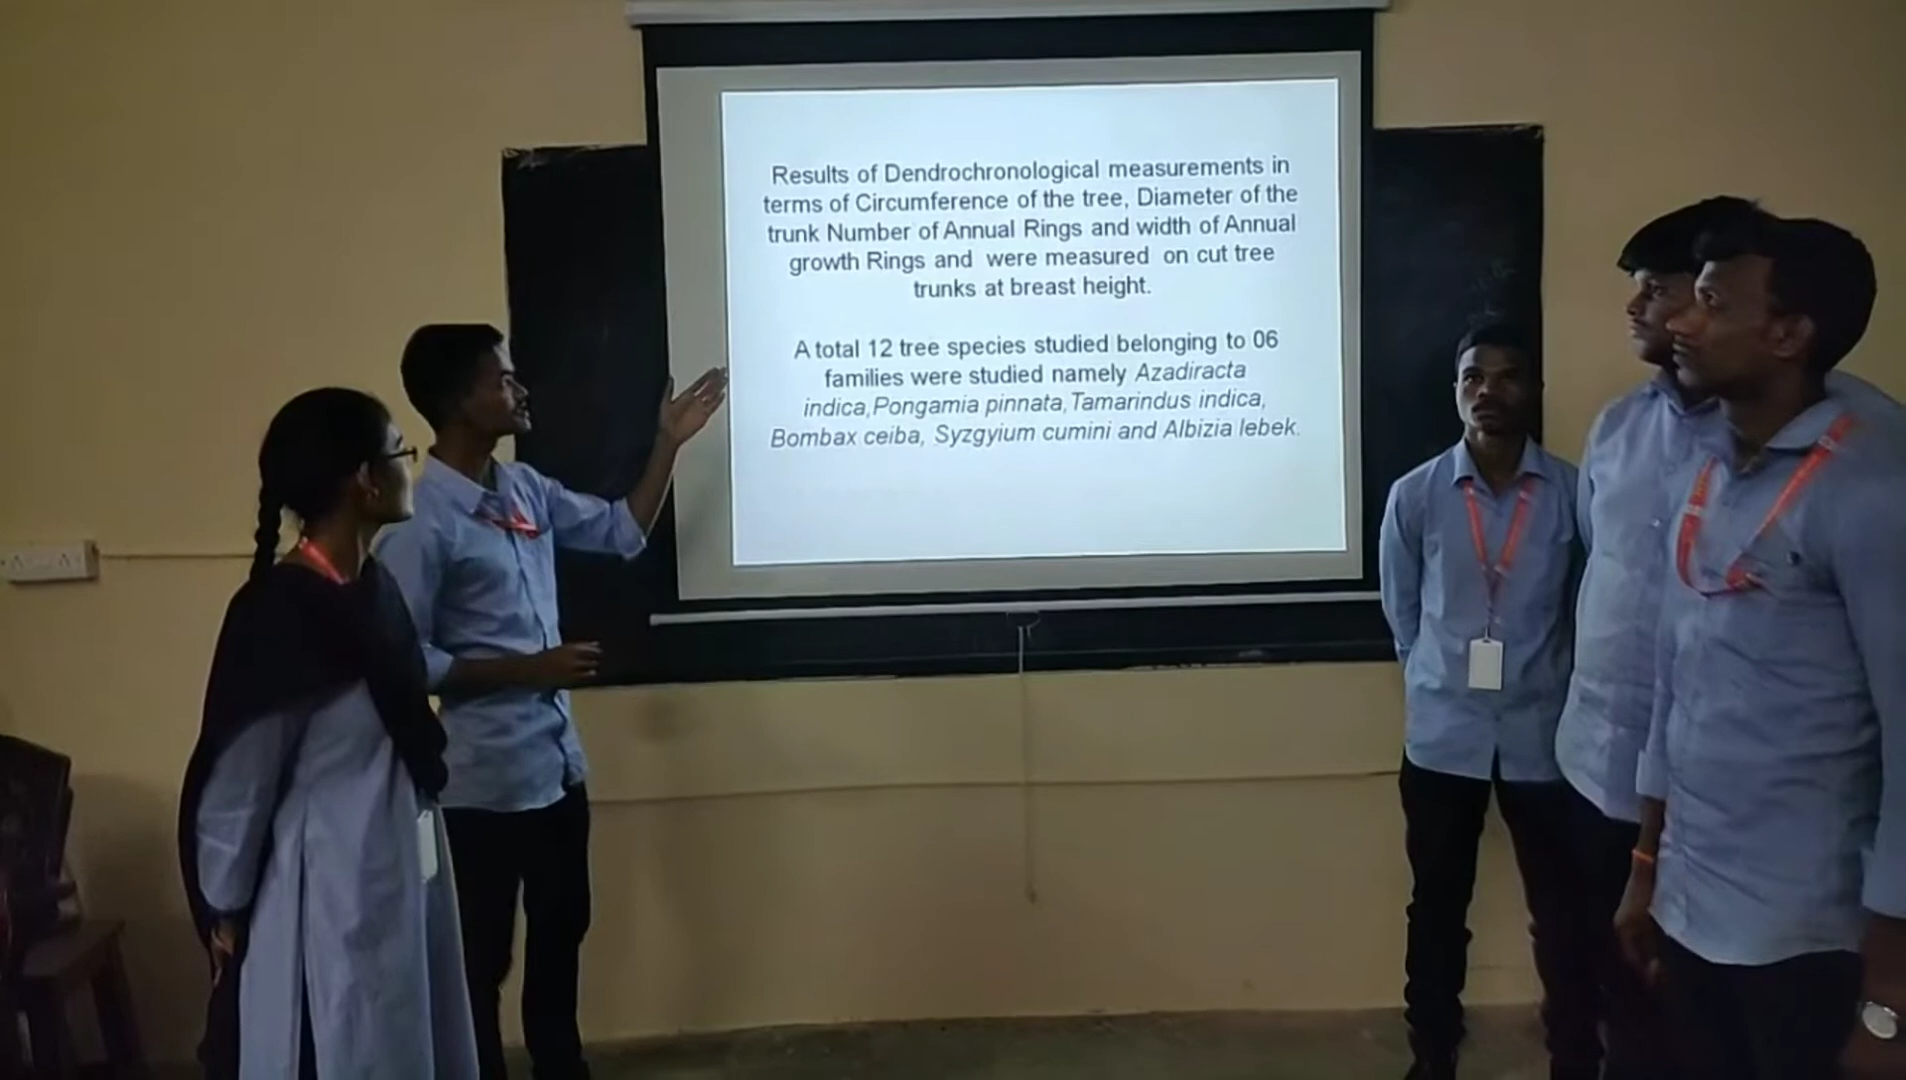 Results of Dendrochronological measurements in
terms of Circumference of the tree, Diameter of the
trunk Number of Annual Rings and width of Annual
growth Rings and were measured on cut tree
trunks at breast height.
A total 12 tree species studied belonging to 06
families were studied namely Azadiracta
indica,Pongamia pinnata,Tamarindus indica,
Bombax ceiba, Syzgyium cumini and Albizia lebek.